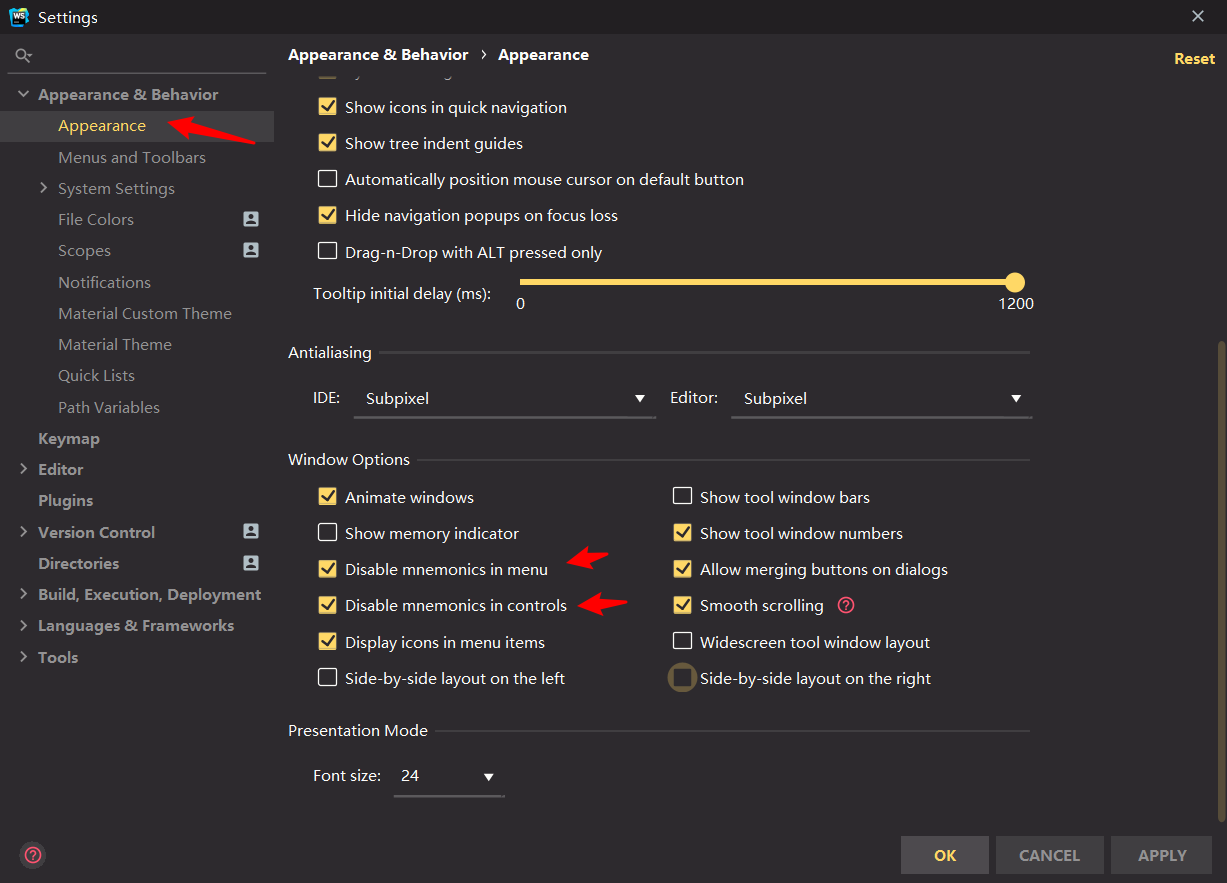 WS
Settings
Appearance & Behavior › Appearance
Reset
Appearance & Behavior
Appearance
Menus and Toolbars
System Settings
File Colors
Scopes
Notifications
Material Custom Theme
Material Theme
Quick Lists
Path Variables
Keymap
Editor
Plugins
Version Control
Directories
Build, Execution, Deployment
Languages & Frameworks
Tools
Show icons in quick navigation
Show tree indent guides
Automatically position mouse cursor on default button
Hide navigation popups on focus loss
Drag-n-Drop with ALT pressed only
Tooltip initial delay (ms):
0 1200
Antialiasing
IDE: Subpixel Editor: Subpixel
Window Options
Animate windows Show tool window bars
Show memory indicator Show tool window numbers
Disable mnemonics in menu Allow merging buttons on dialogs
Disable mnemonics in controls Smooth scrolling ?
Display icons in menu items Widescreen tool window layout
Side-by-side layout on the left Side-by-side layout on the right
Presentation Mode
Font size: 24
? OK CANCEL APPLY